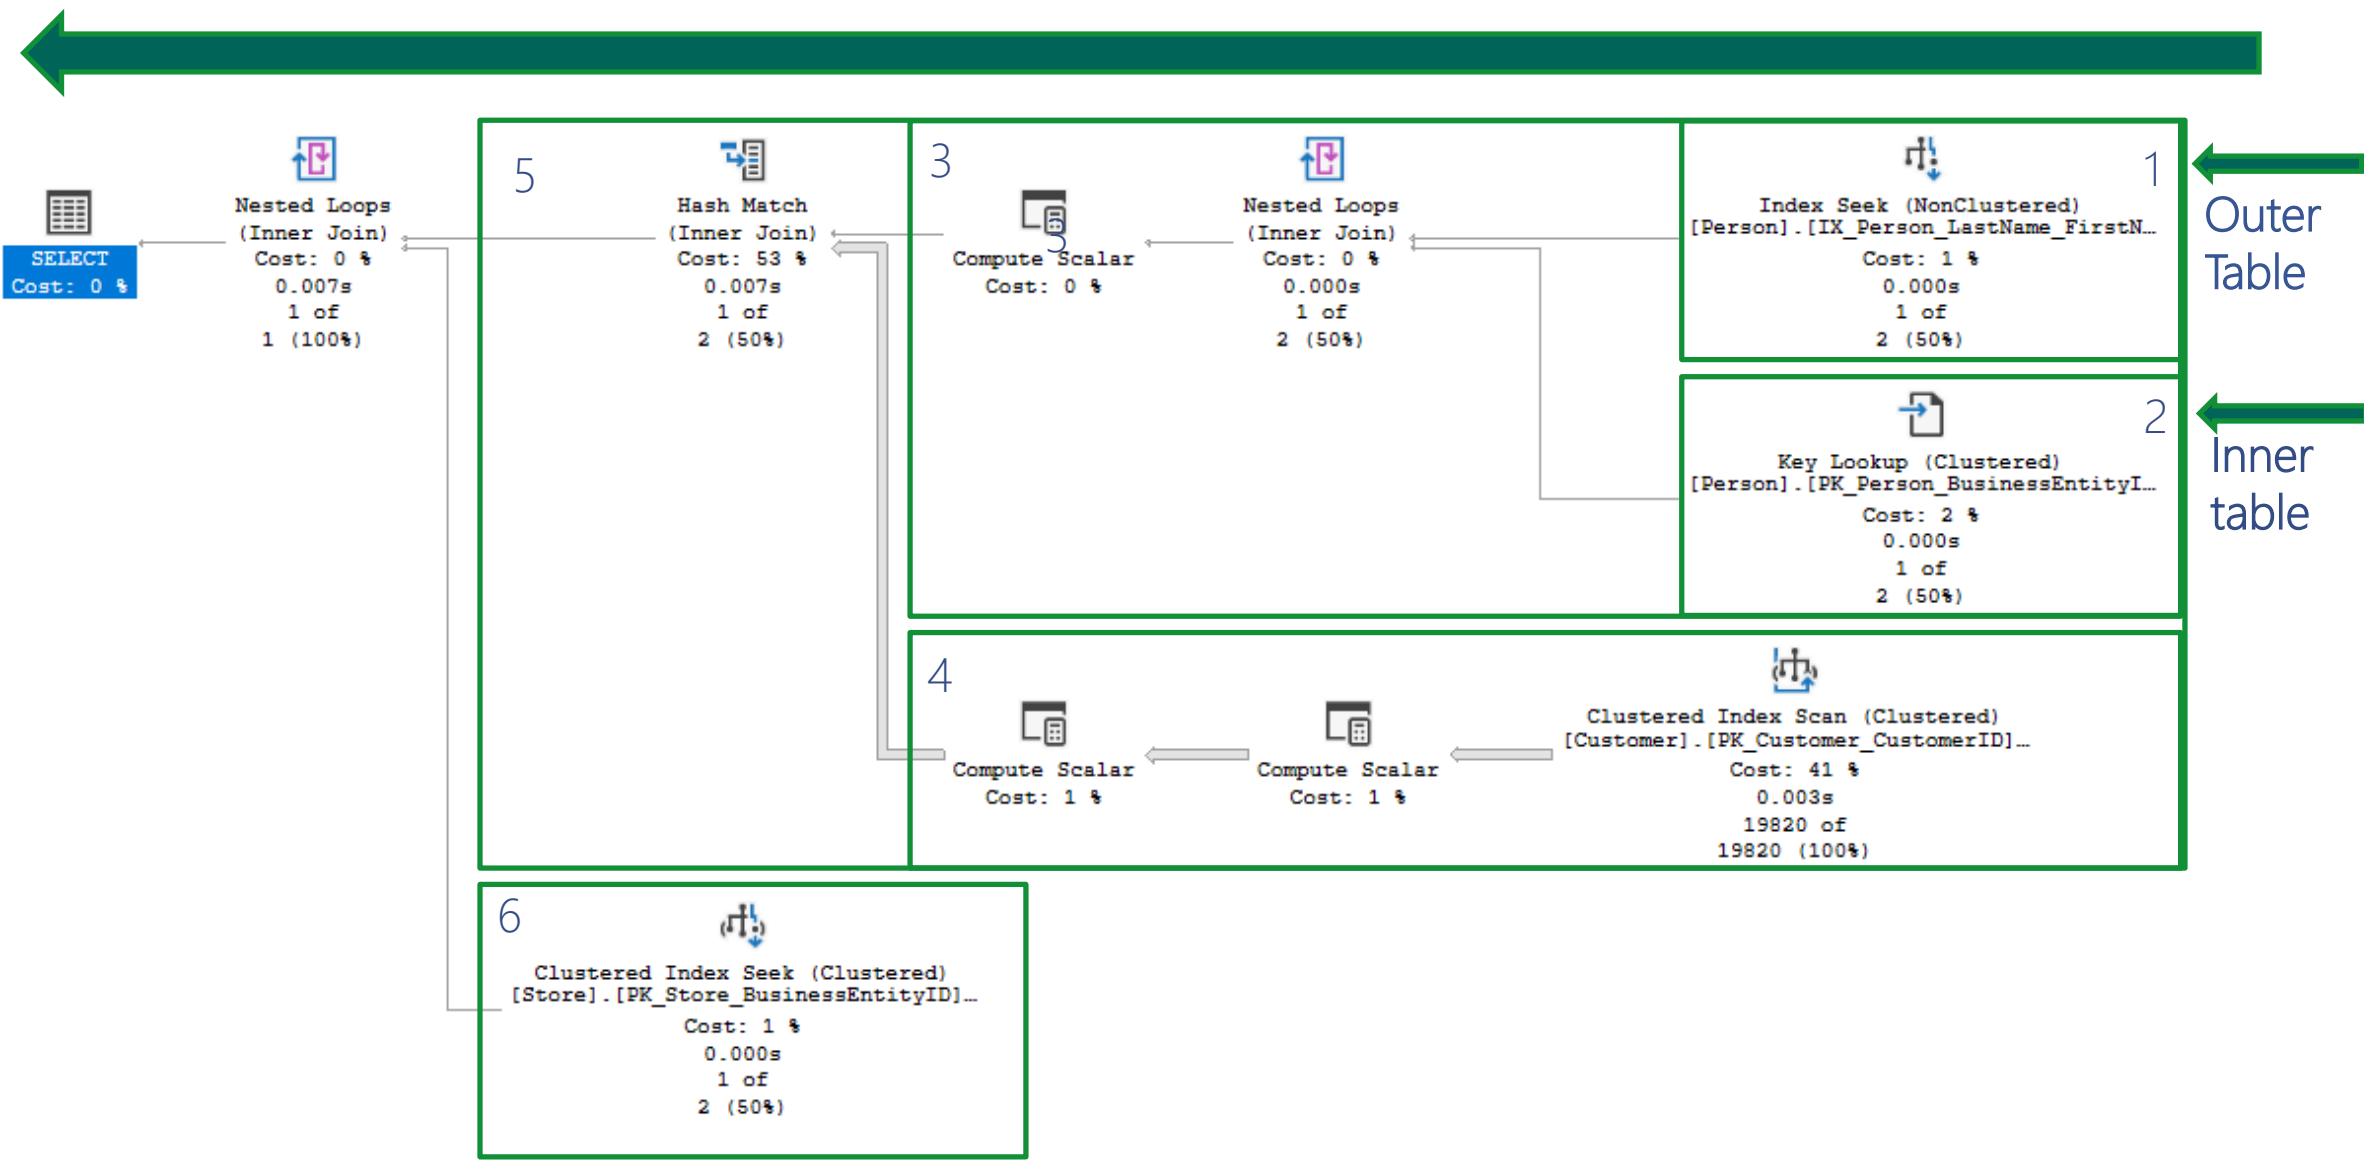 5
3
1
Nested Loops
(Inner Join)
Cost: 0 %
0.007s
1 of
1 (100%)
SELECT
Cost: 0 %
Hash Match
(Inner Join)
Cost: 53 %
0.007s
1 of
2 (50%)
3
Compute Scalar
Cost: 0 %
Nested Loops
(Inner Join)
Cost: 0 %
0.000s
1 of
2 (50%)
Index Seek (NonClustered)
[Person].[IX_Person_LastName_FirstN…
Cost: 1 %
0.000s
1 of
2 (50%)
Outer
Table
2
Key Lookup (Clustered)
[Person].[PK_Person_BusinessEntityI…
Cost: 2 %
0.000s
1 of
2 (50%)
Inner
table
4
Compute Scalar
Cost: 1 %
Compute Scalar
Cost: 1 %
Clustered Index Scan (Clustered)
[Customer].[PK_Customer_CustomerID]…
Cost: 41 %
0.003s
19820 of
19820 (100%)
6
Clustered Index Seek (Clustered)
[Store].[PK_Store_BusinessEntityID]…
Cost: 1 %
0.000s
1 of
2 (50%)